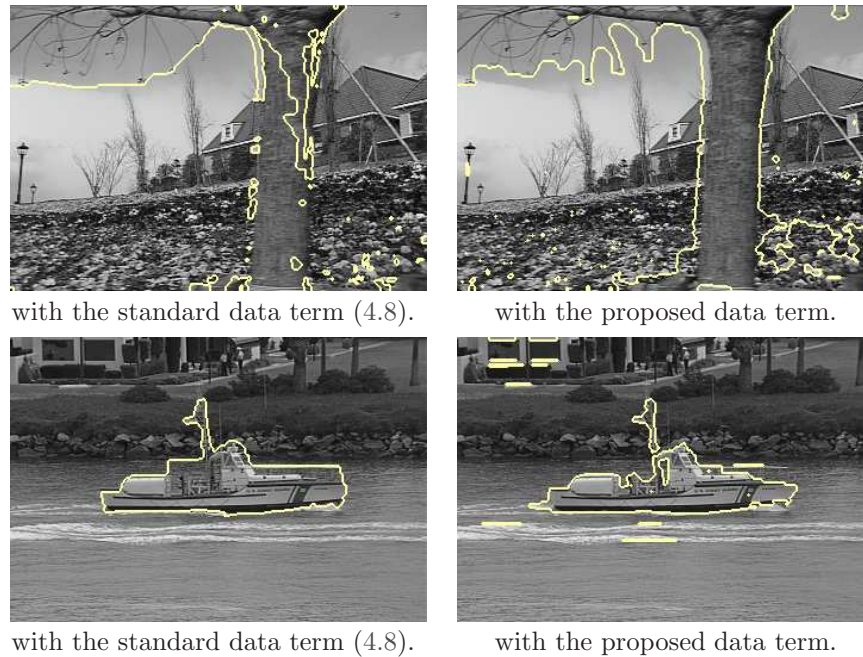 with the standard data term (4.8).
with the proposed data term.
with the standard data term (4.8).
with the proposed data term.